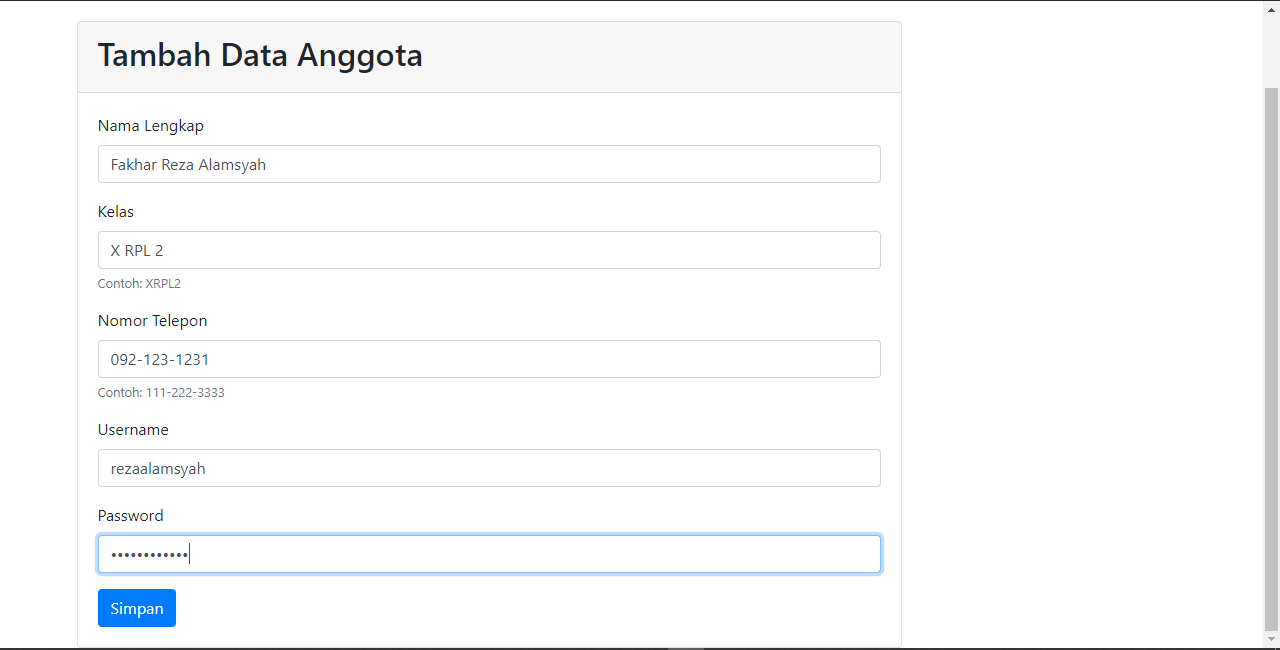 Tambah Data Anggota
Nama Lengkap
Fakhar Reza Alamsyah
Kelas
X RPL 2
Contoh: XRPL2
Nomor Telepon
092-123-1231
Contoh: 111-222-3333
Username
rezaalamsyah
Password
••••••••••••
Simpan